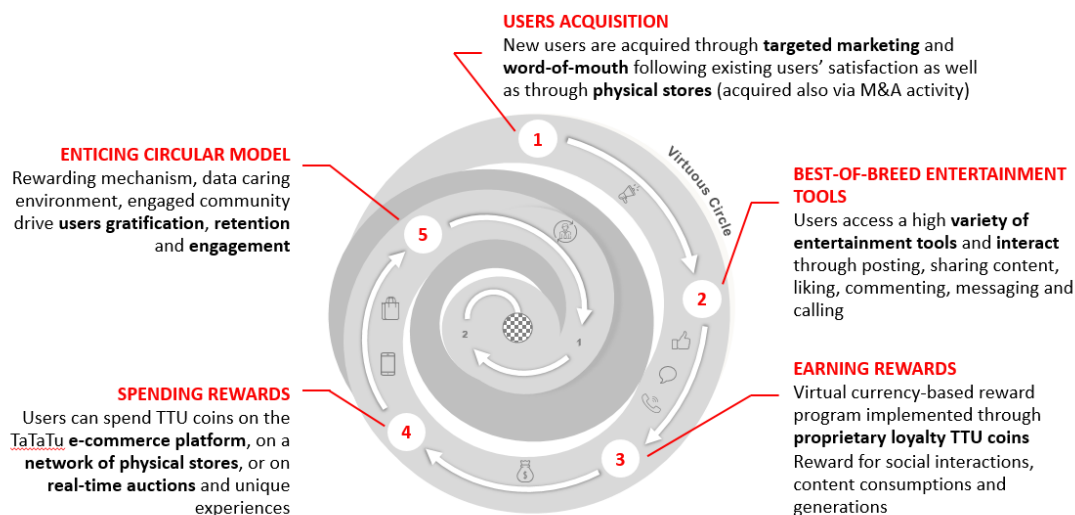 USERS ACQUISITION
New users are acquired through targeted marketing and
word-of-mouth following existing users' satisfaction as well
as through physical stores (acquired also via M&A activity)
1
Virtuous Circle
BEST-OF-BREED ENTERTAINMENT
TOOLS
Users access a high variety of
entertainment tools and interact
through posting, sharing content,
liking, commenting, messaging and
calling
2
EARNING REWARDS
Virtual currency-based reward
program implemented through
proprietary loyalty TTU coins
Reward for social interactions,
content consumptions and
generations
3
SPENDING REWARDS
Users can spend TTU coins on the
TaTaTu e-commerce platform, on a
network of physical stores, or on
real-time auctions and unique
experiences
4
ENTICING CIRCULAR MODEL
Rewarding mechanism, data caring
environment, engaged community
drive users gratification, retention
and engagement
5
1
2
$